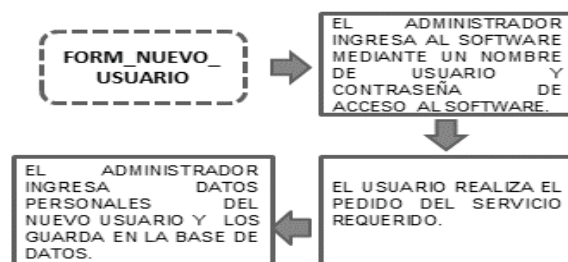 FORM_NUEVO_
USUARIO
EL ADMINISTRADOR
INGRESA AL SOFTWARE
MEDIANTE UN NOMBRE
DE USUARIO Y
CONTRASEÑA DE
ACCESO AL SOFTWARE.
EL USUARIO REALIZA EL
PEDIDO DEL SERVICIO
REQUERIDO.
EL ADMINISTRADOR
INGRESA DATOS
PERSONALES DEL
NUEVO USUARIO Y LOS
GUARDA EN LA BASE DE
DATOS.